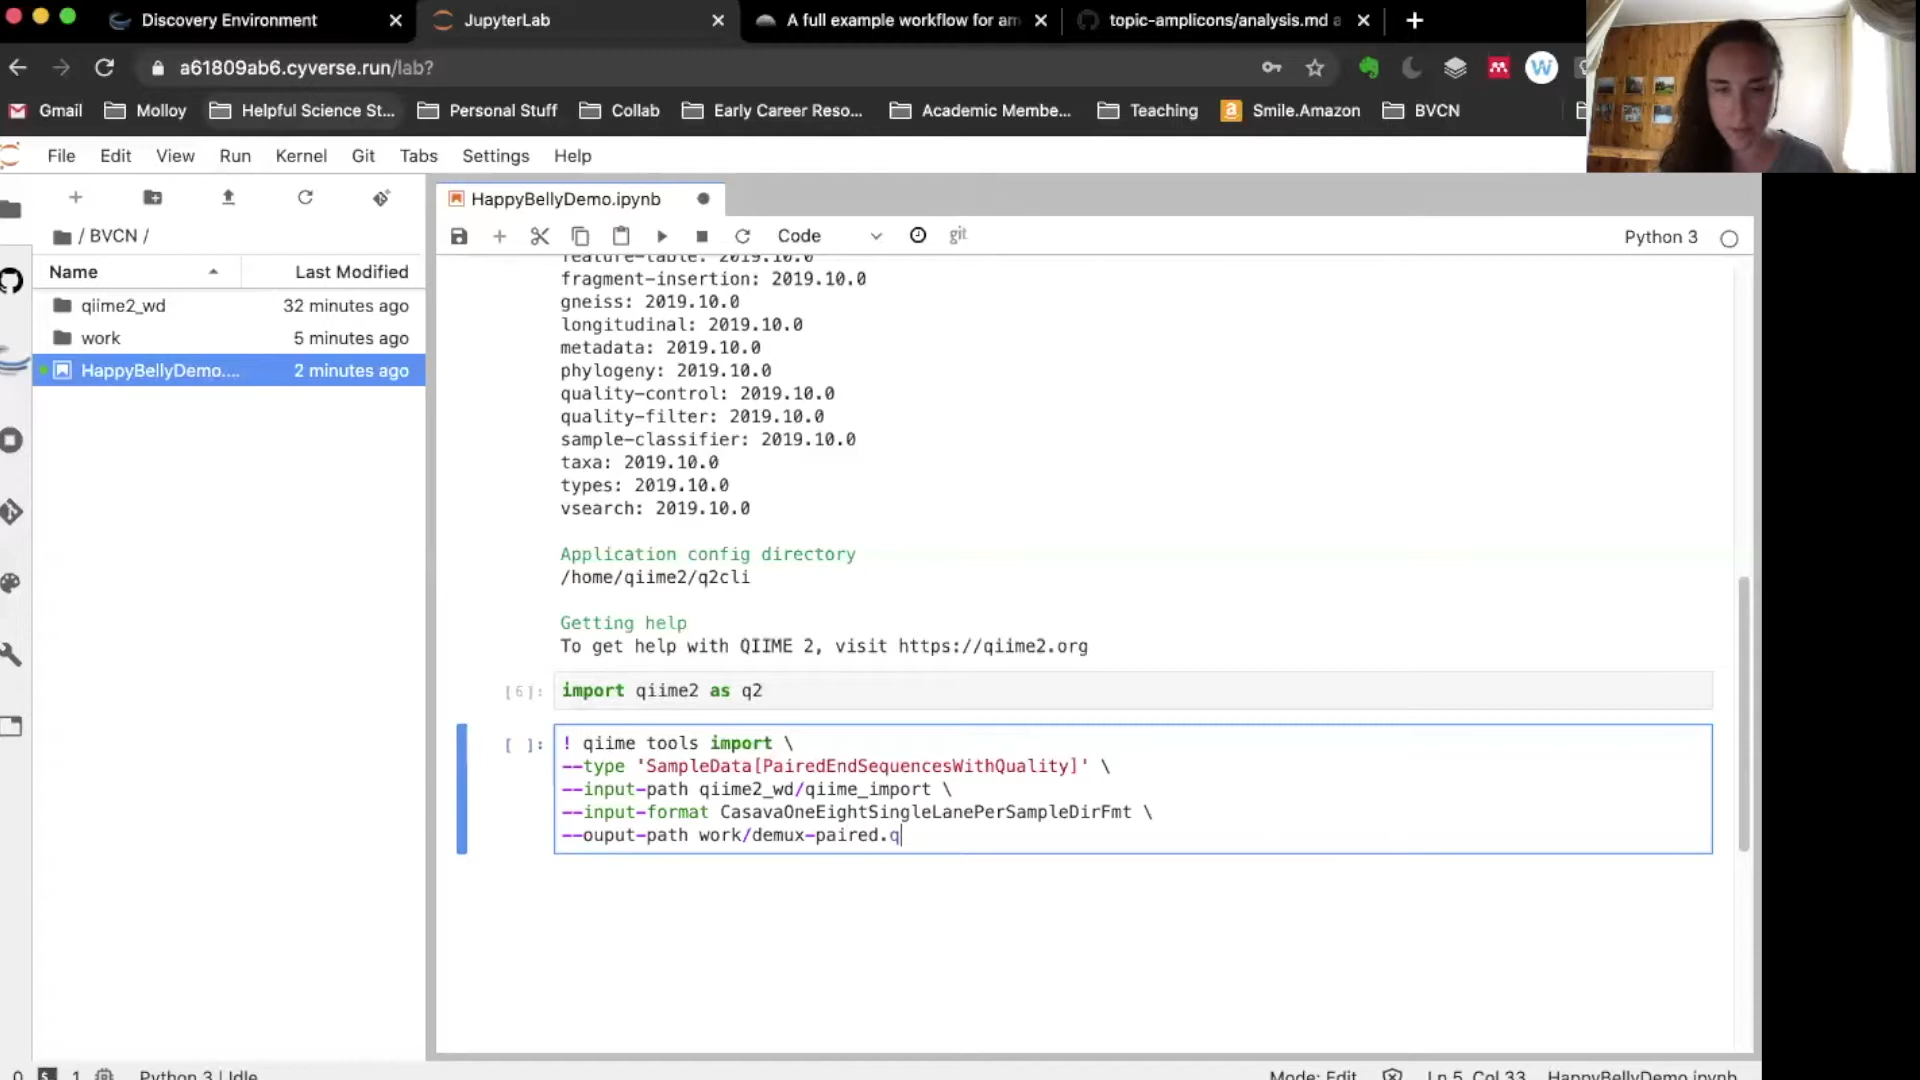 Discovery Environment
JupyterLab
A full example workflow for am
topic-amplicons/analysis.md a
a61809ab6.cyverse.run/lab?
W
Gmail
Molloy
Helpful Science St...
Personal Stuff
Collab
Early Career Reso...
Academic Membe...
Teaching
Smile.Amazon
BVCN
File Edit View Run Kernel Git Tabs Settings Help
/ BVCN /
Name Last Modified
qiime2_wd 32 minutes ago
work 5 minutes ago
HappyBellyDemo.... 2 minutes ago
HappyBellyDemo.ipynb
Code
git
Python 3
feature-table: 2019.10.0
fragment-insertion: 2019.10.0
gneiss: 2019.10.0
longitudinal: 2019.10.0
metadata: 2019.10.0
phylogeny: 2019.10.0
quality-control: 2019.10.0
quality-filter: 2019.10.0
sample-classifier: 2019.10.0
taxa: 2019.10.0
types: 2019.10.0
vsearch: 2019.10.0
Application config directory
/home/qiime2/q2cli
Getting help
To get help with QIIME 2, visit https://qiime2.org
[6]: import qiime2 as q2
[ ]: ! qiime tools import \
--type 'SampleData[PairedEndSequencesWithQuality]' \
--input-path qiime2_wd/qiime_import \
--input-format CasavaOneEightSingleLanePerSampleDirFmt \
--ouput-path work/demux-paired.q
0 1 Python 3 | Idle
Mode: Edit Ln 5, Col 33 HappyBellyDemo.ipynb